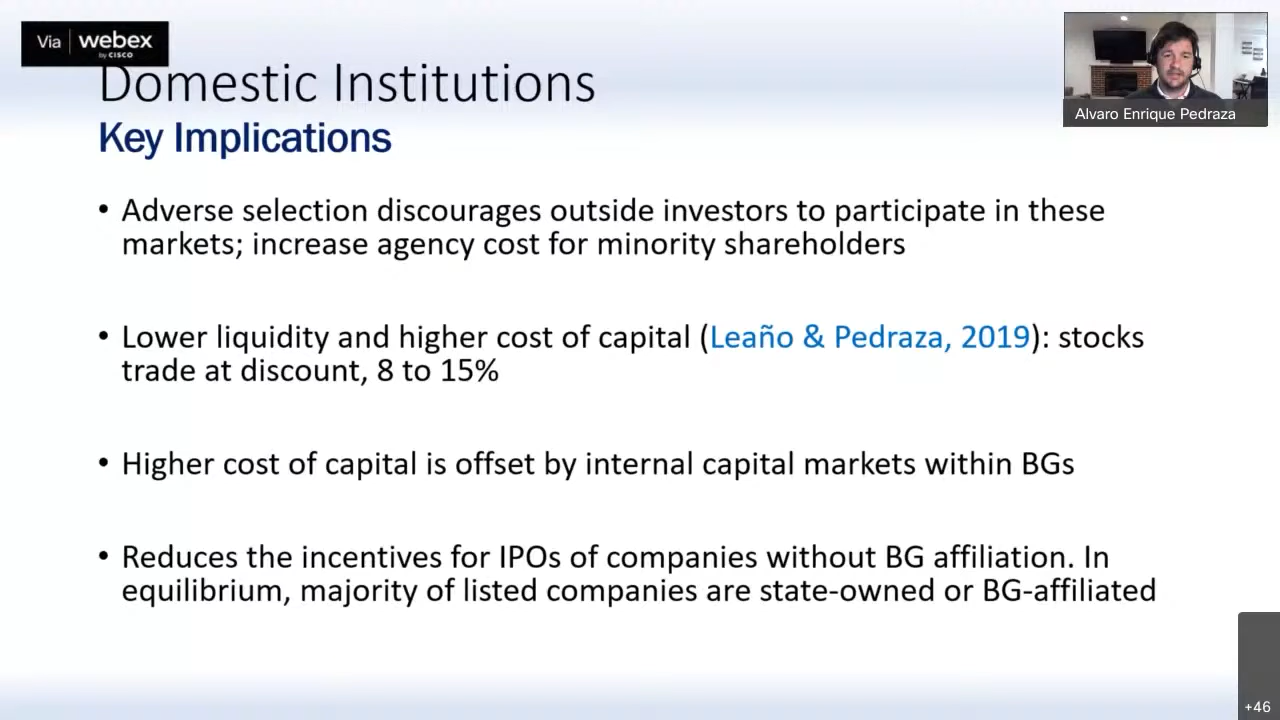 Via webex
by CISCO
Domestic Institutions
Key Implications
Alvaro Enrique Pedraza
• Adverse selection discourages outside investors to participate in these
markets; increase agency cost for minority shareholders
• Lower liquidity and higher cost of capital (Leaño & Pedraza, 2019): stocks
trade at discount, 8 to 15%
• Higher cost of capital is offset by internal capital markets within BGs
• Reduces the incentives for IPOs of companies without BG affiliation. In
equilibrium, majority of listed companies are state-owned or BG-affiliated
+46